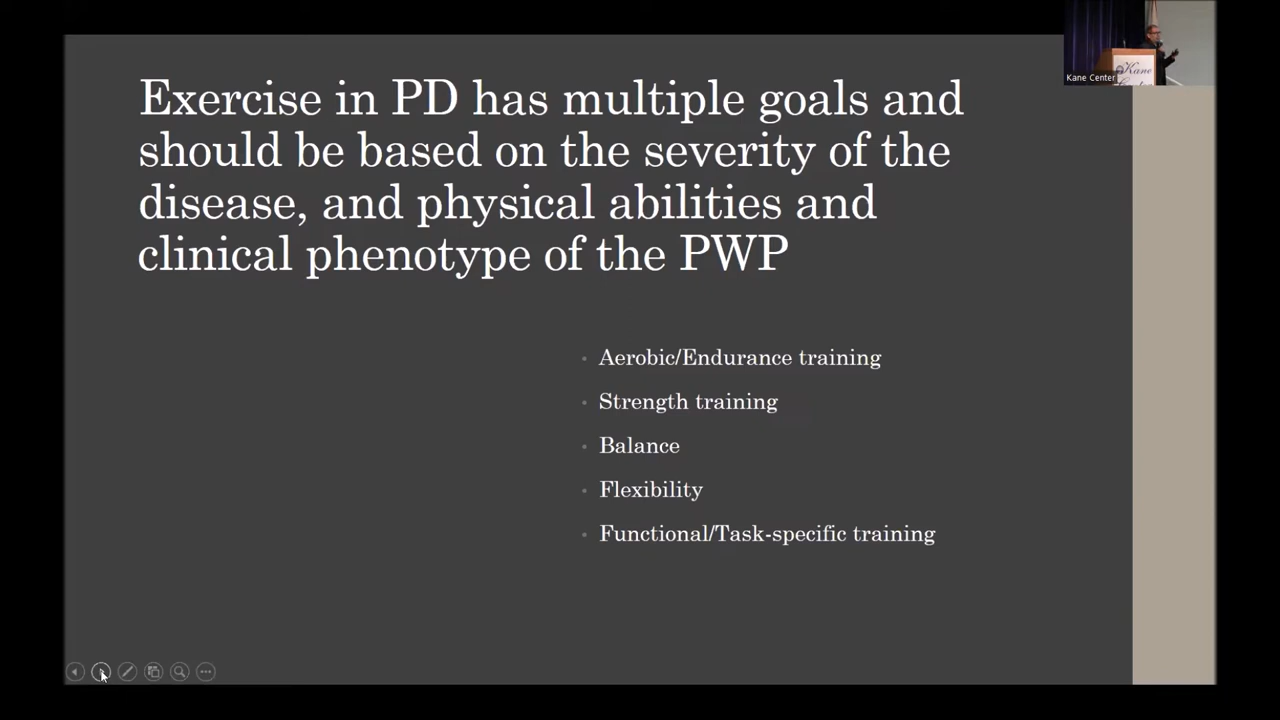 Exercise in PD has multiple goals and
should be based on the severity of the
disease, and physical abilities and
clinical phenotype of the PWP
Aerobic/Endurance training
Strength training
Balance
Flexibility
Functional/Task-specific training
Kane Center
Kane